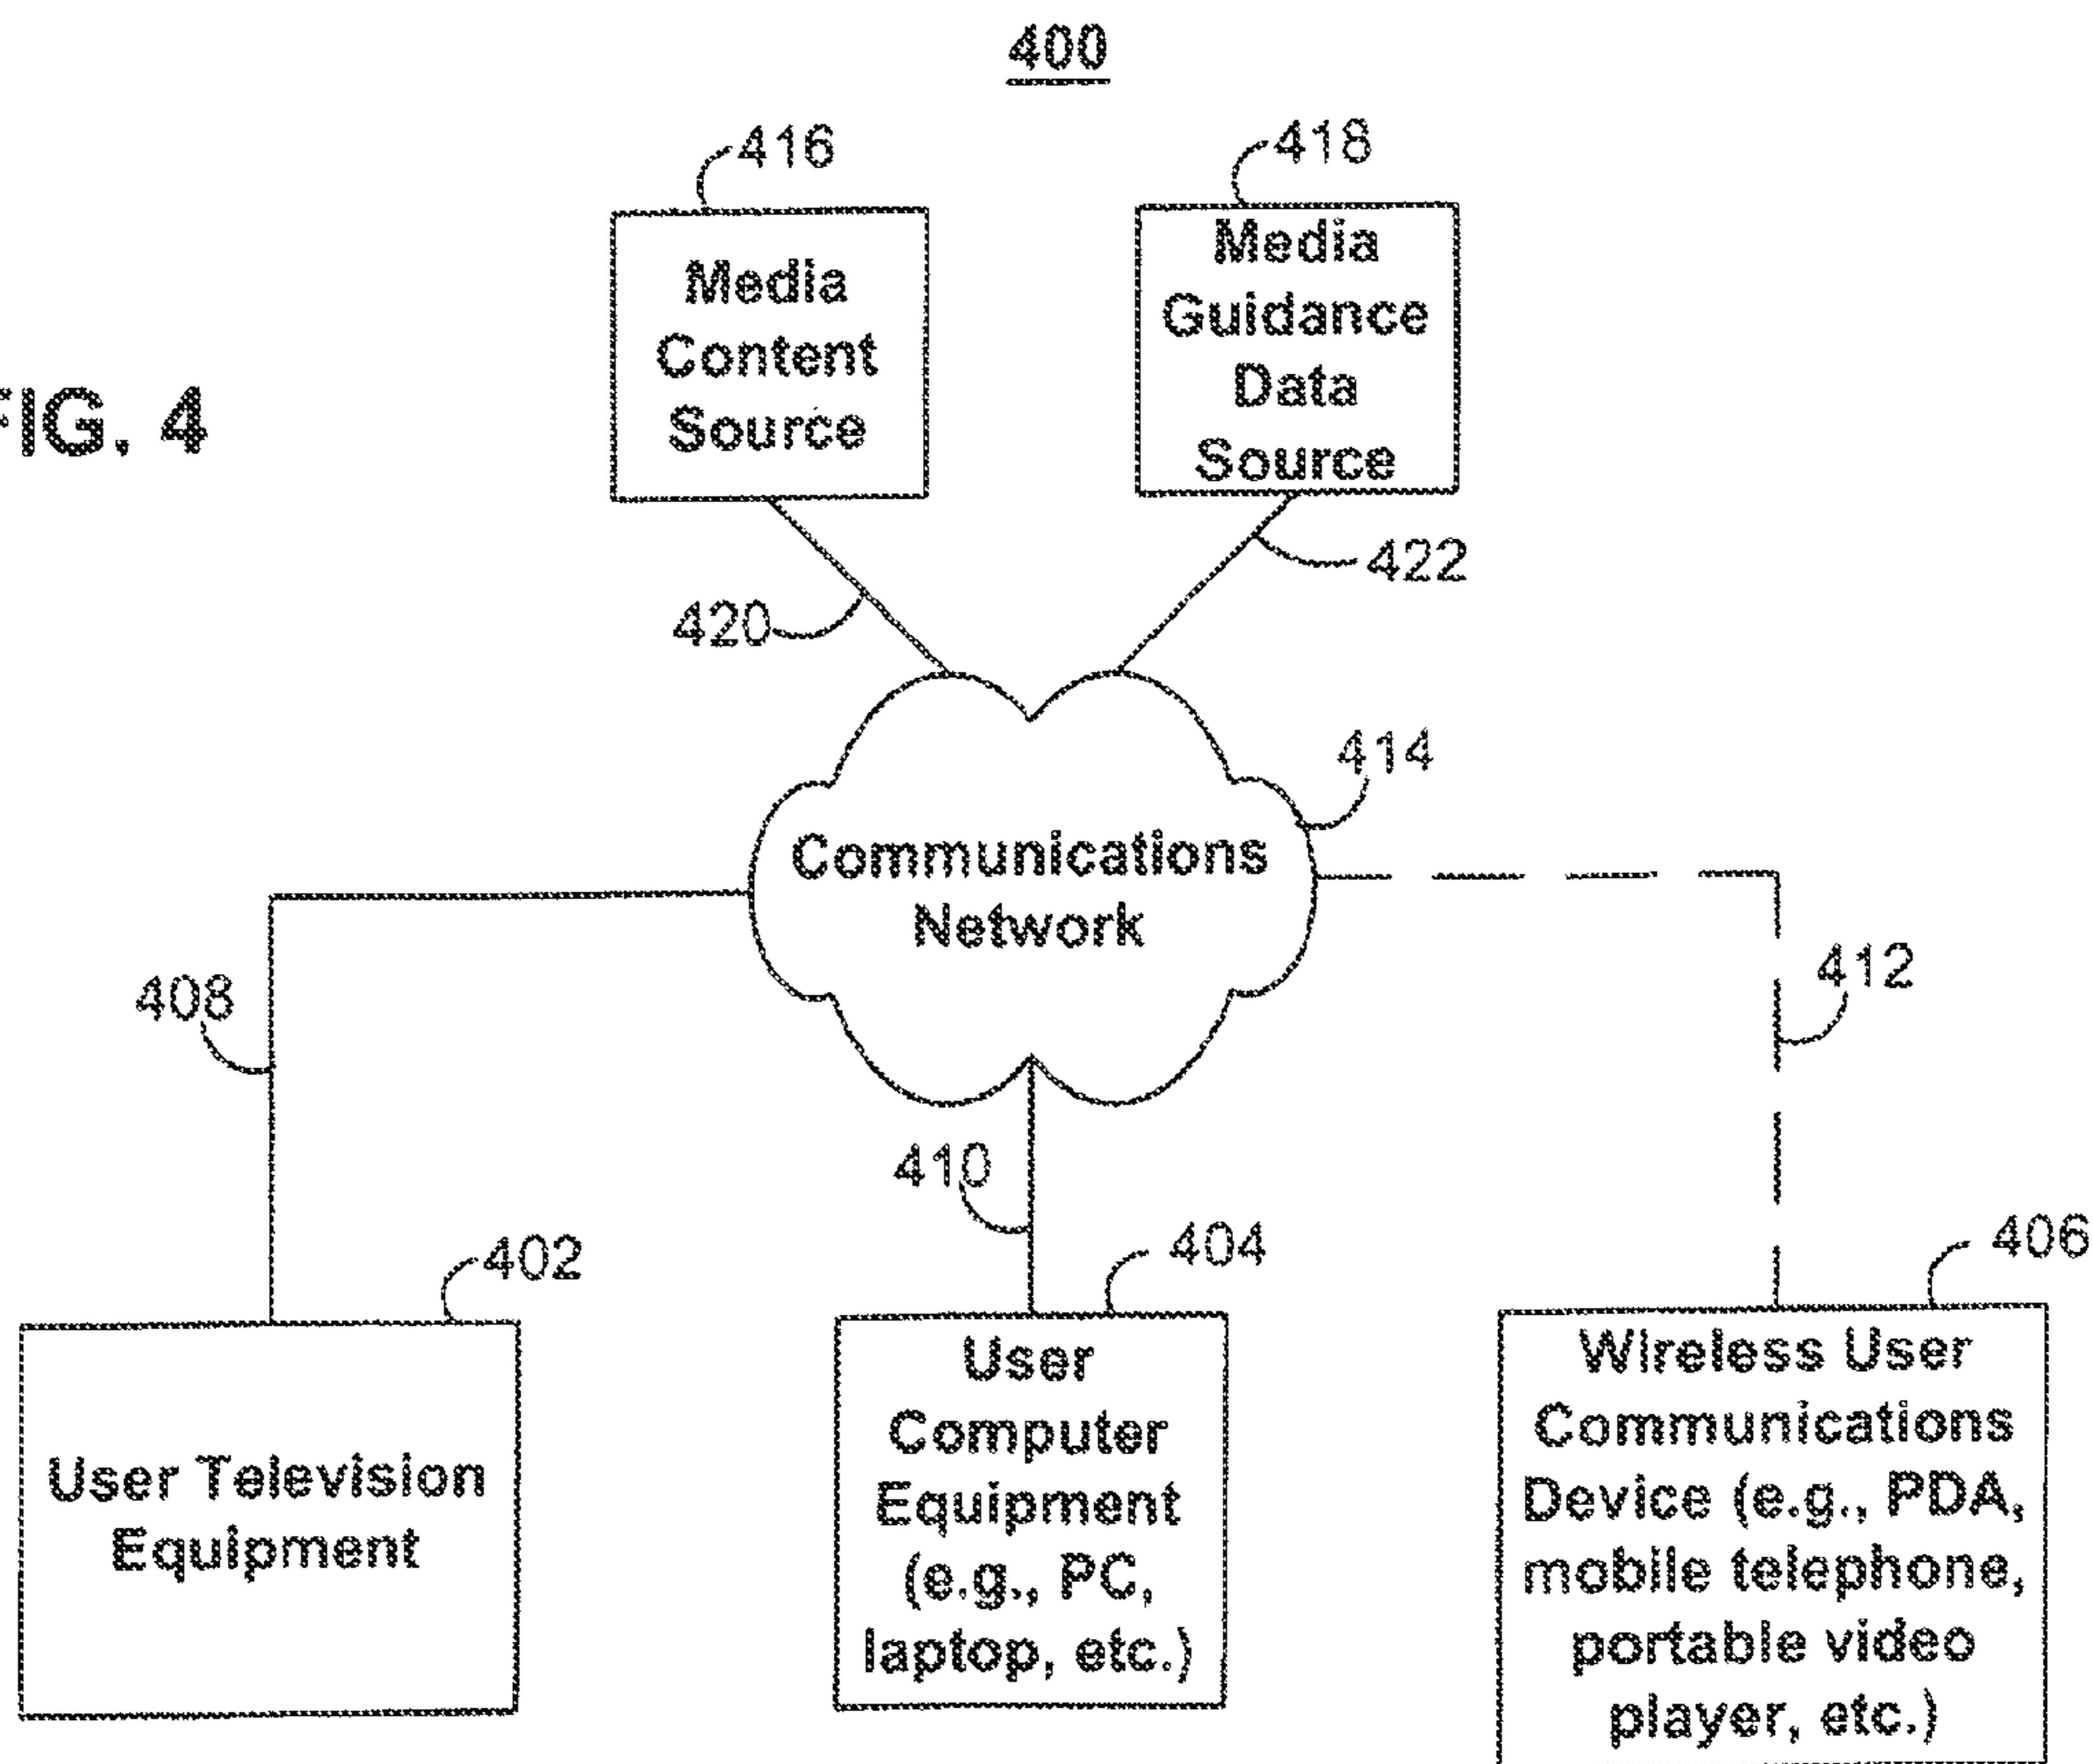 400
416
418
Media
Content
Source
Media
Guidance
Data
Source
FIG. 4
422
420
414
Communications
Network
412
408
410
402
404
406
User Television
Equipment
User
Computer
Equipment
(e.g., PC,
laptop, etc.)
Wireless User
Communications
Device (e.g., PDA,
mobile telephone,
portable video
player, etc.)